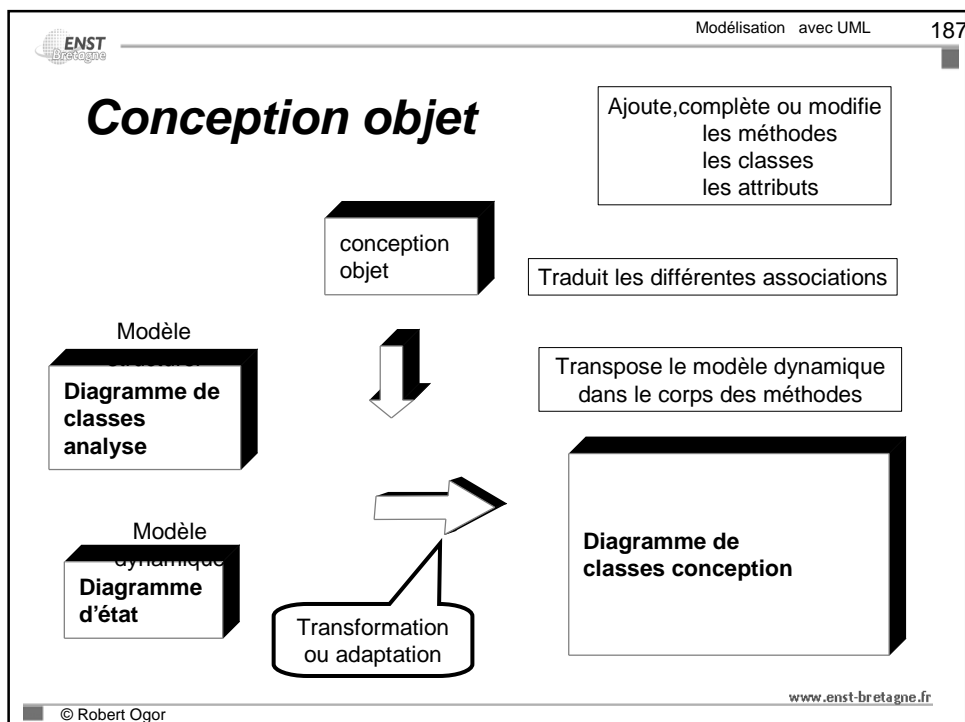 Modélisation avec UML
187
ENST
Bretagne
Conception objet
Ajoute,complète ou modifie
les méthodes
les classes
les attributs
conception
objet
Traduit les différentes associations
Modèle
Diagramme de
classes
analyse
Transpose le modèle dynamique
dans le corps des méthodes
Modèle
dynamique
Diagramme
d'état
Transformation
ou adaptation
Diagramme de
classes conception
www.enst-bretagne.fr
© Robert Ogor